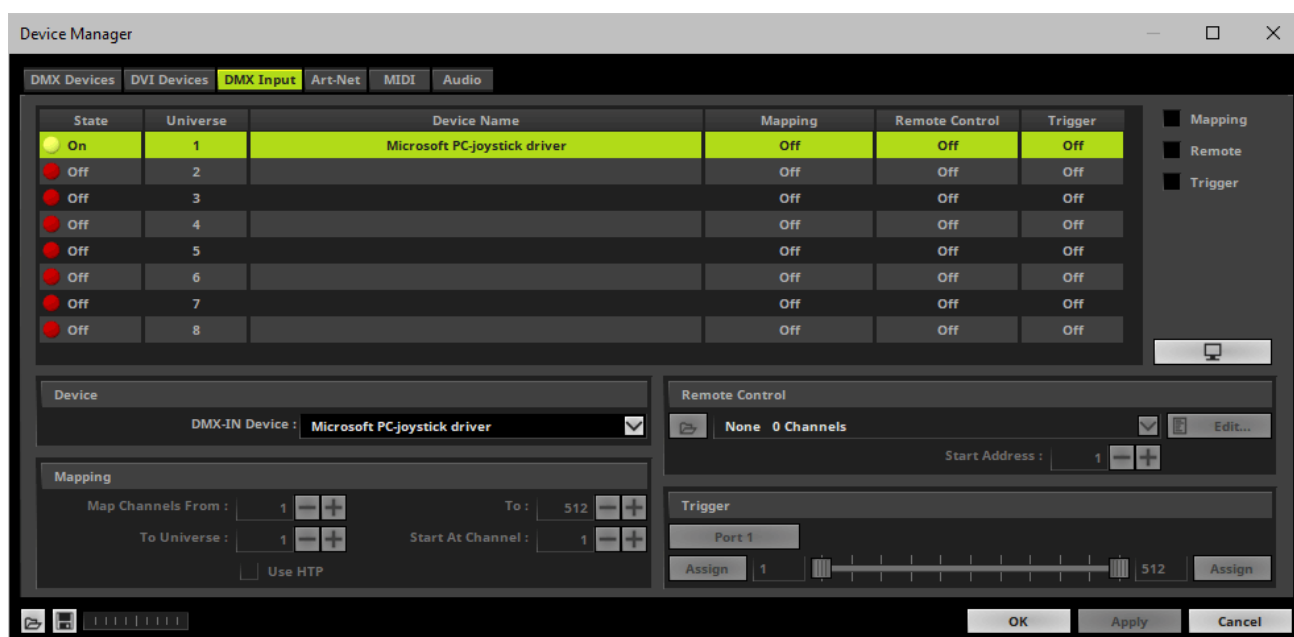 Device Manager
DMX Devices DVI Devices DMX Input Art-Net MIDI Audio
State Universe Device Name Mapping Remote Control Trigger
On 1 Microsoft PC-joystick driver Off Off Off
Off 2 Off Off Off
Off 3 Off Off Off
Off 4 Off Off Off
Off 5 Off Off Off
Off 6 Off Off Off
Off 7 Off Off Off
Off 8 Off Off Off
Mapping
Remote
Trigger
Device
DMX-IN Device : Microsoft PC-joystick driver
Mapping
Map Channels From : 1 To : 512
To Universe : 1 Start At Channel : 1
Use HTP
Remote Control
None 0 Channels Edit...
Start Address : 1
Trigger
Port 1
Assign 1 512 Assign
OK Apply Cancel